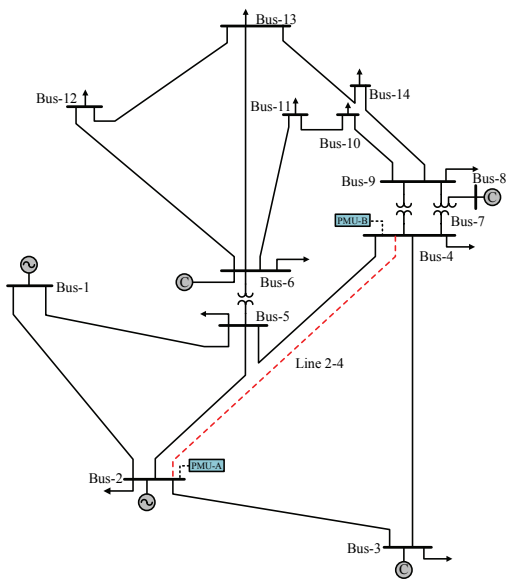 Bus-13
Bus-12
Bus-11
Bus-14
Bus-10
Bus-9
Bus-8
C
Bus-7
PMU-B
Bus-4
C
Bus-6
Bus-1
Bus-5
Line 2-4
PMU-A
Bus-2
Bus-3
C